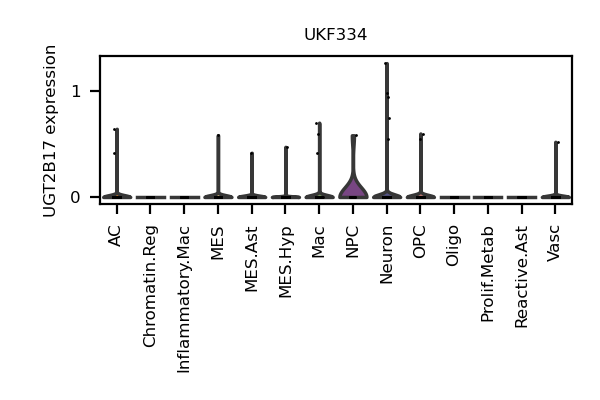 UKF334
UGT2B17 expression
1
0
AC
Chromatin.Reg
Inflammatory.Mac
MES
MES.Ast
MES.Hyp
Mac
NPC
Neuron
OPC
Oligo
Prolif.Metab
Reactive.Ast
Vasc